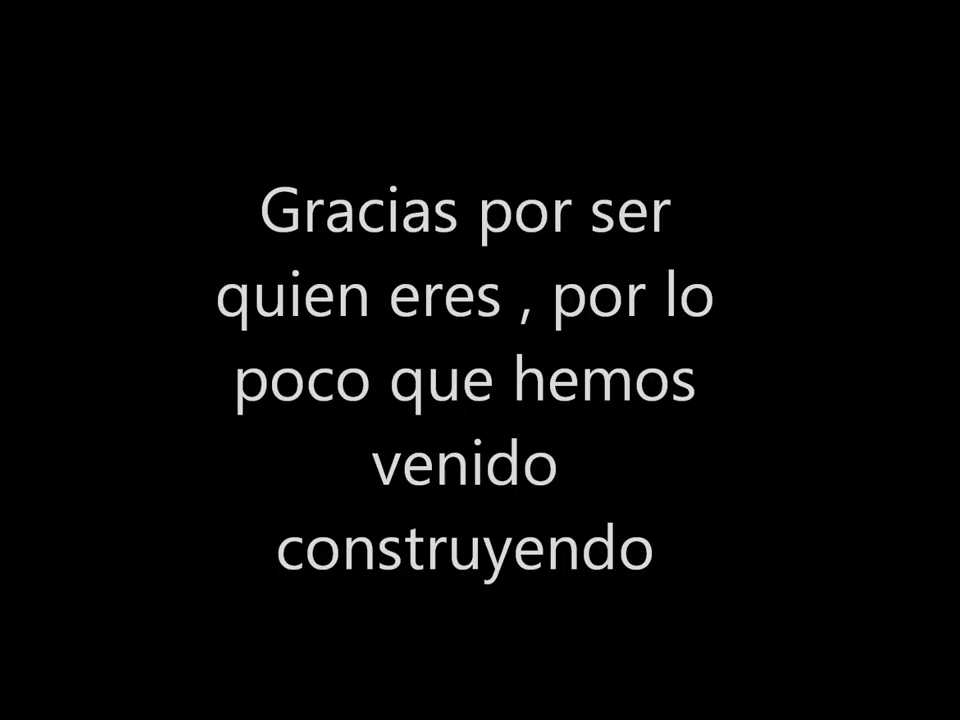 Gracias por ser
quien eres , por lo
poco que hemos
venido
construyendo